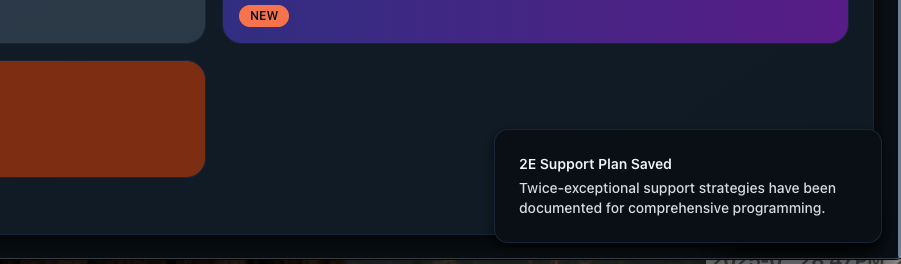 NEW
2E Support Plan Saved
Twice-exceptional support strategies have been
documented for comprehensive programming.